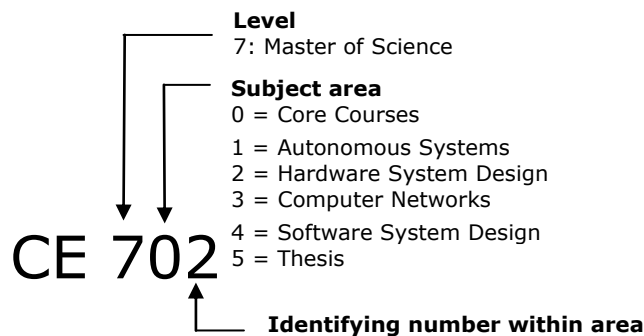 Level
7: Master of Science
Subject area
0 = Core Courses
1 = Autonomous Systems
2 = Hardware System Design
3 = Computer Networks
4 = Software System Design
5 = Thesis
CE 702
Identifying number within area